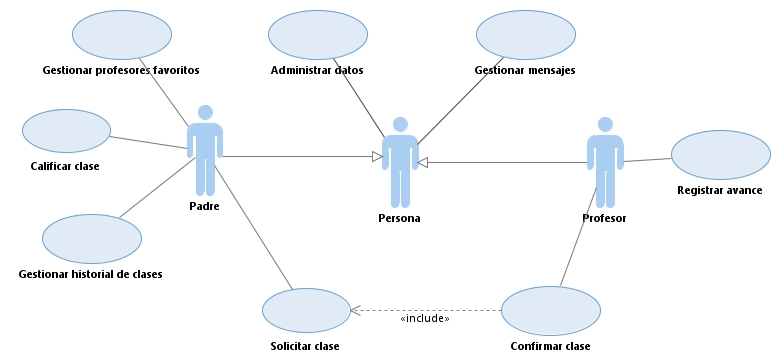 Gestionar profesores favoritos
Administrar datos
Gestionar mensajes
Calificar clase
Registrar avance
Padre
Persona
Profesor
Gestionar historial de clases
«include»
Solicitar clase
Confirmar clase